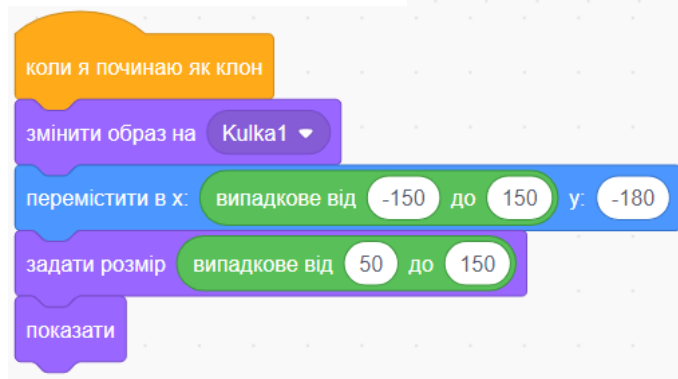 коли я починаю як клон
змінити образ на Kulka1
перемістити в x: випадкове від -150 до 150 y: -180
задати розмір випадкове від 50 до 150
показати